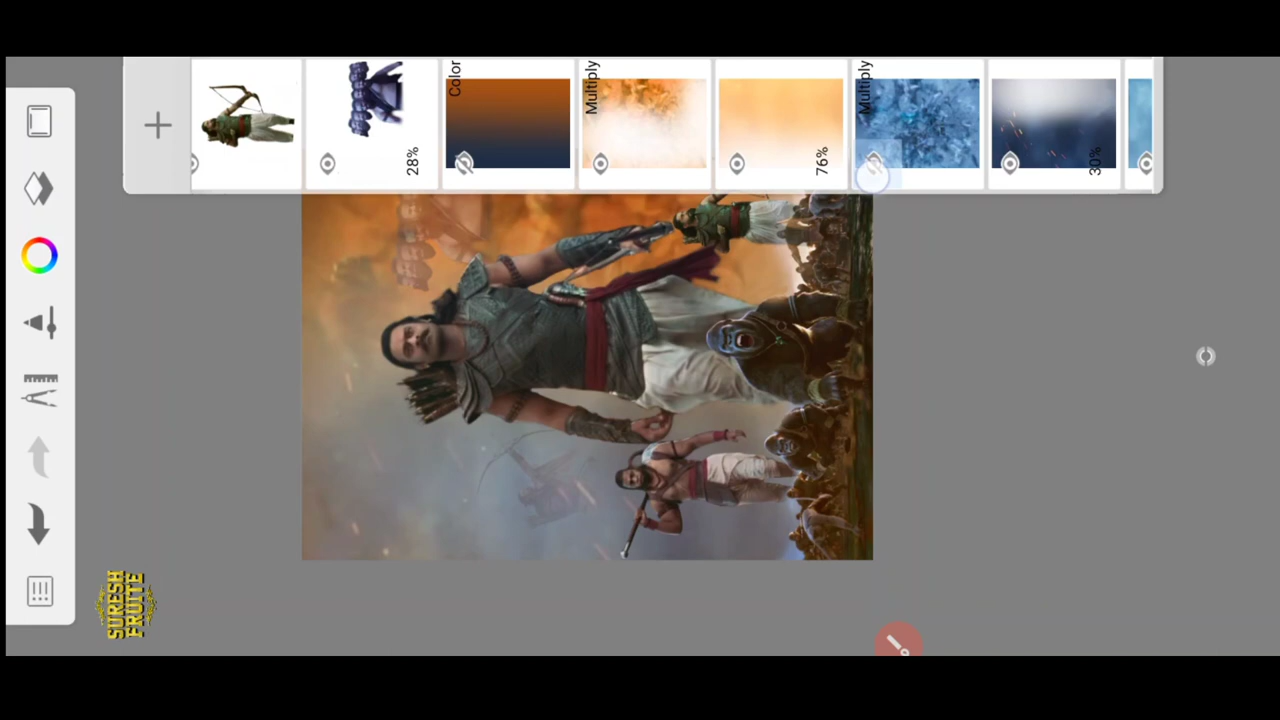 28%
Color
Multiply
76%
Multiply
30%
SURESH
FRUITE